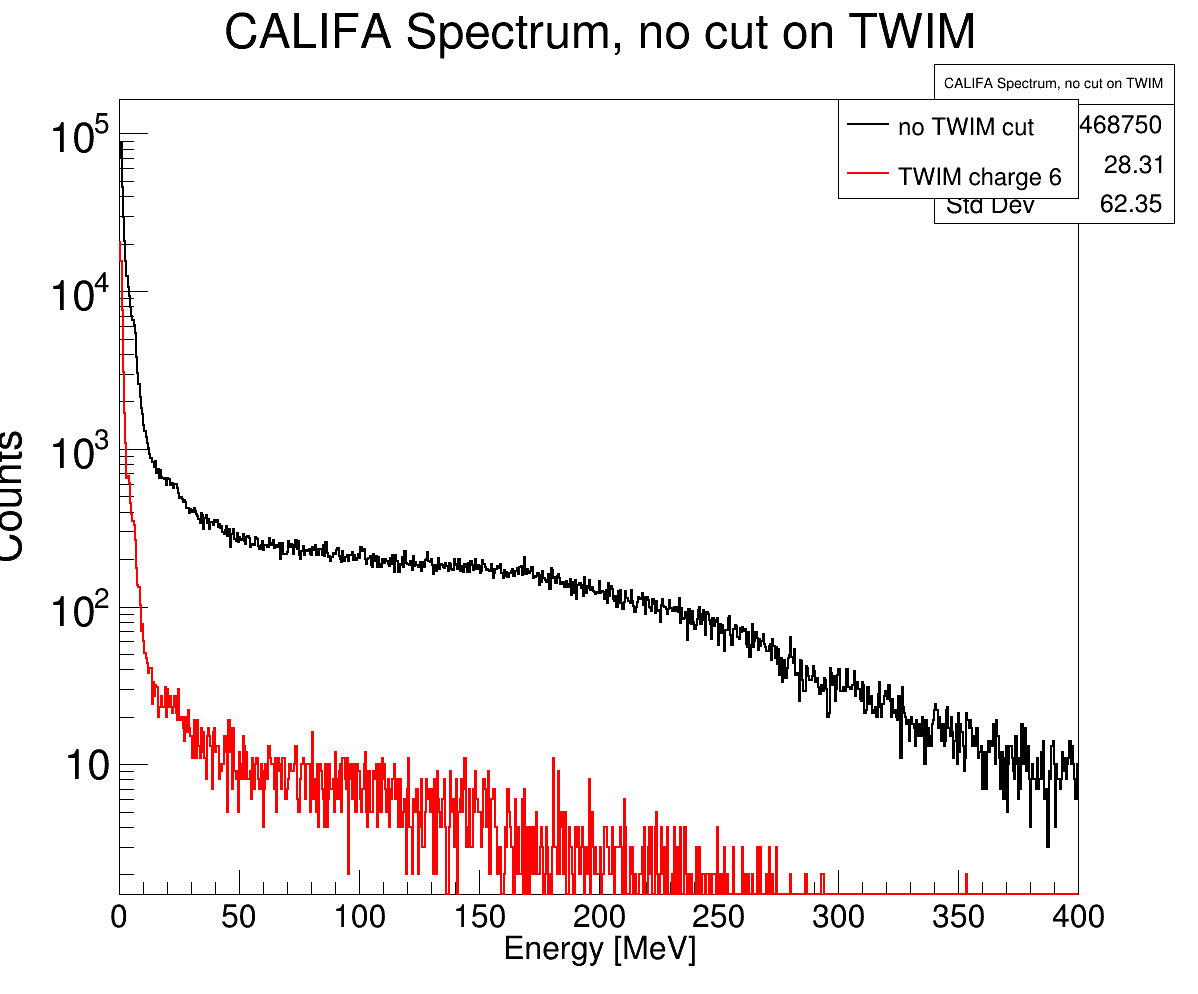 CALIFA Spectrum, no cut on TWIM
CALIFA Spectrum, no cut on TWIM
no TWIM cut
468750
28.31
TWIM charge 6
Std Dev 62.35
10^5
10^4
10^3
10^2
10
Counts
0 50 100 150 200 250 300 350 400
Energy [MeV]